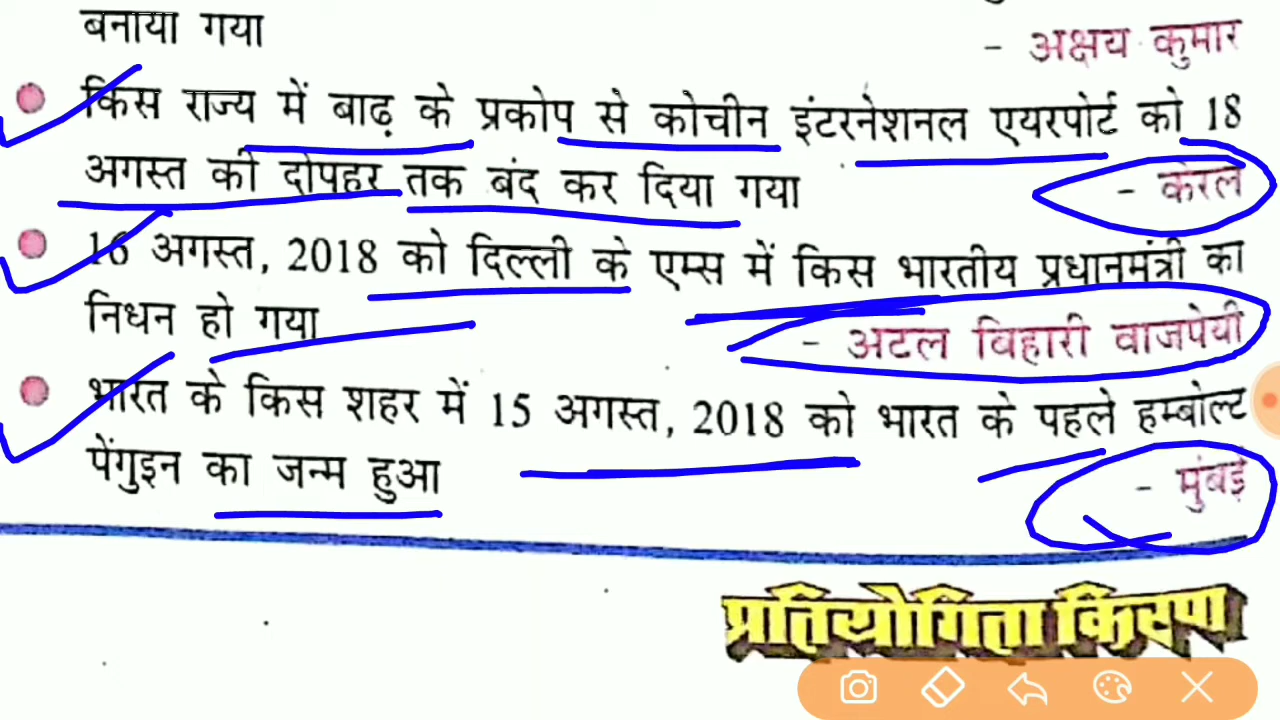 बनाया गया - अक्षय कुमार
किस राज्य में बाढ़ के प्रकोप से कोचीन इंटरनेशनल एयरपोर्ट को 18
अगस्त की दोपहर तक बंद कर दिया गया - केरल
16 अगस्त, 2018 को दिल्ली के एम्स में किस भारतीय प्रधानमंत्री का
निधन हो गया - अटल बिहारी वाजपेयी
भारत के किस शहर में 15 अगस्त, 2018 को भारत के पहले हम्बोल्ट
पेंगुइन का जन्म हुआ - मुंबई
प्रतियोगिता किरण